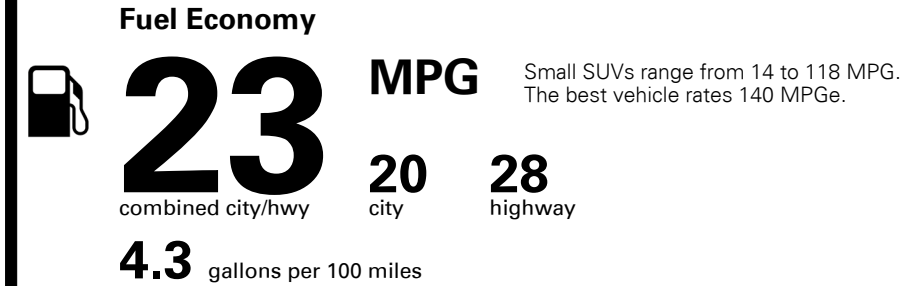 Fuel Economy
23 MPG
Small SUVs range from 14 to 118 MPG.
The best vehicle rates 140 MPGe.
combined city/hwy
20
city
28
highway
4.3 gallons per 100 miles